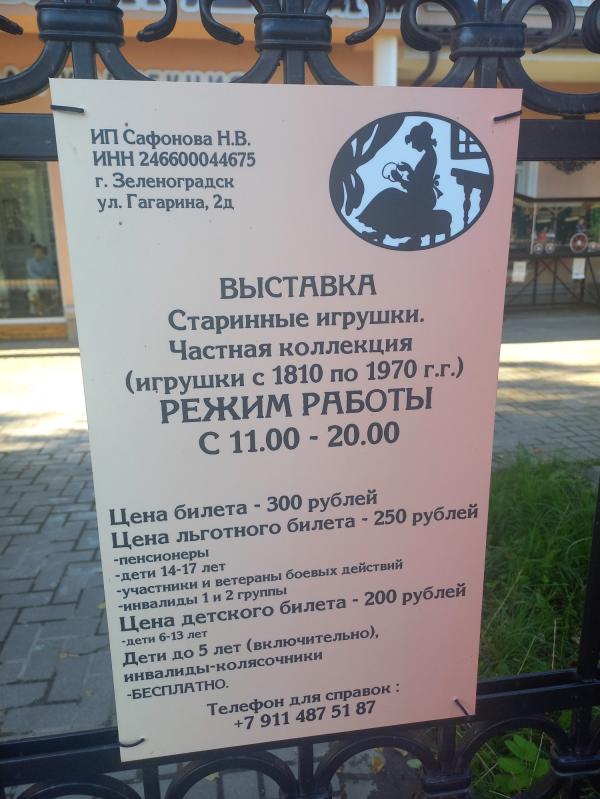 ИП Сафонова Н.В.
ИНН 246600044675
г. Зеленоградск
ул. Гагарина, 2д
ВЫСТАВКА
Старинные игрушки.
Частная коллекция
(игрушки с 1810 по 1970 г.г.)
РЕЖИМ РАБОТЫ
С 11.00 - 20.00
Цена билета - 300 рублей
Цена льготного билета - 250 рублей
-пенсионеры
-дети 14-17 лет
-участники и ветераны боевых действий
-инвалиды 1 и 2 группы
Цена детского билета - 200 рублей
-дети 6-13 лет
Дети до 5 лет (включительно),
инвалиды-колясочники
-БЕСПЛАТНО.
Телефон для справок :
+7 911 487 51 87